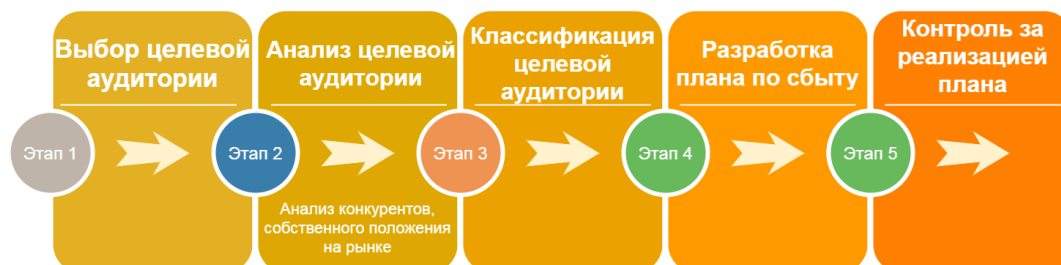 Выбор целевой
аудитории
Анализ целевой
аудитории
Классификация
целевой
аудитории
Разработка
плана по сбыту
Контроль за
реализацией
плана
Этап 1
Этап 2
Этап 3
Этап 4
Этап 5
Анализ конкурентов,
собственного положения
на рынке